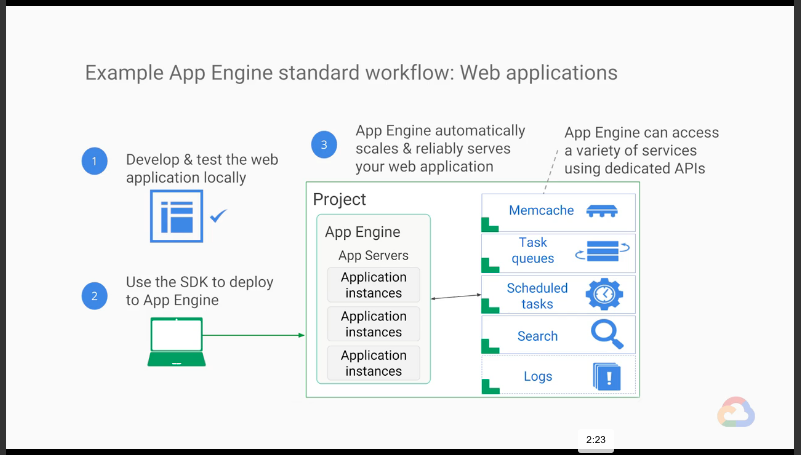 Example App Engine standard workflow: Web applications
1
Develop & test the web
application locally
2
Use the SDK to deploy
to App Engine
3
App Engine automatically
scales & reliably serves
your web application
App Engine can access
a variety of services
using dedicated APIs
Project
App Engine
App Servers
Application
instances
Application
instances
Application
instances
Memcache
Task
queues
Scheduled
tasks
Search
Logs
!
2:23